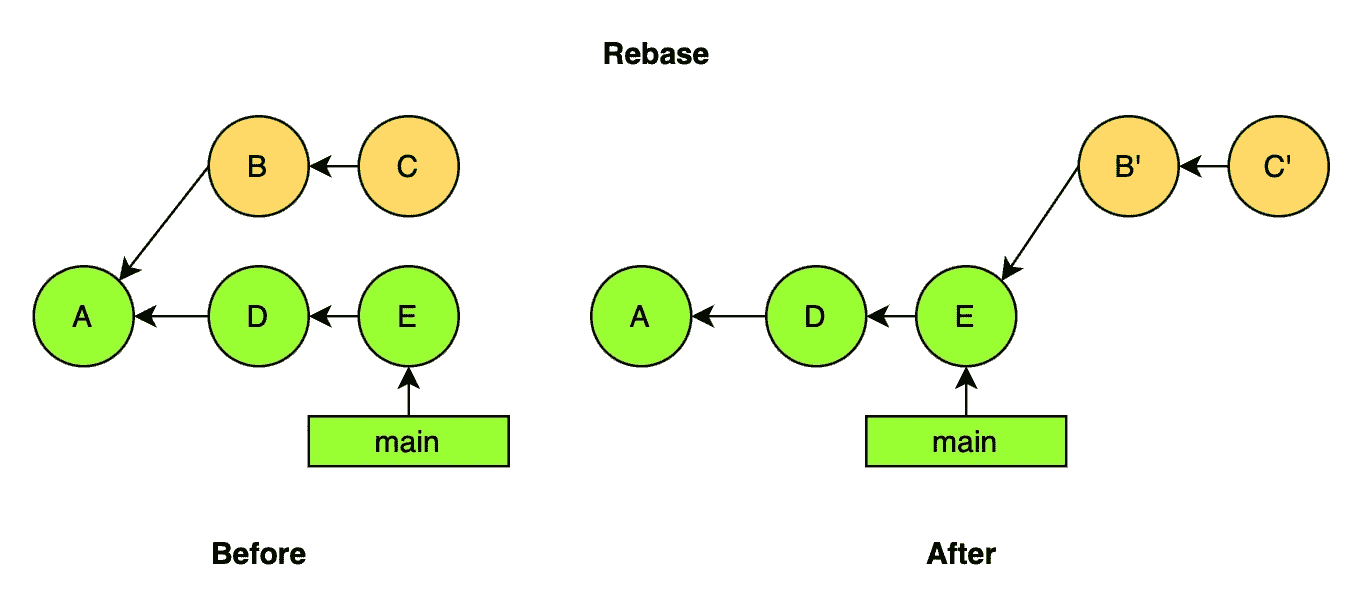 Rebase
B C B' C'
A D E A D E
main main
Before After